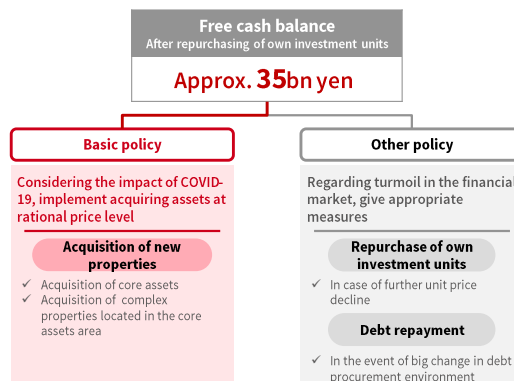 Free cash balance
After repurchasing of own investment units
Approx. 35bn yen
Basic policy
Considering the impact of COVID-
19, implement acquiring assets at
rational price level
Acquisition of new
properties
✓ Acquisition of core assets
✓ Acquisition of complex
properties located in the core
assets area
Other policy
Regarding turmoil in the financial
market, give appropriate
measures
Repurchase of own
investment units
✓ In case of further unit price
decline
Debt repayment
✓ In the event of big change in debt
procurement environment